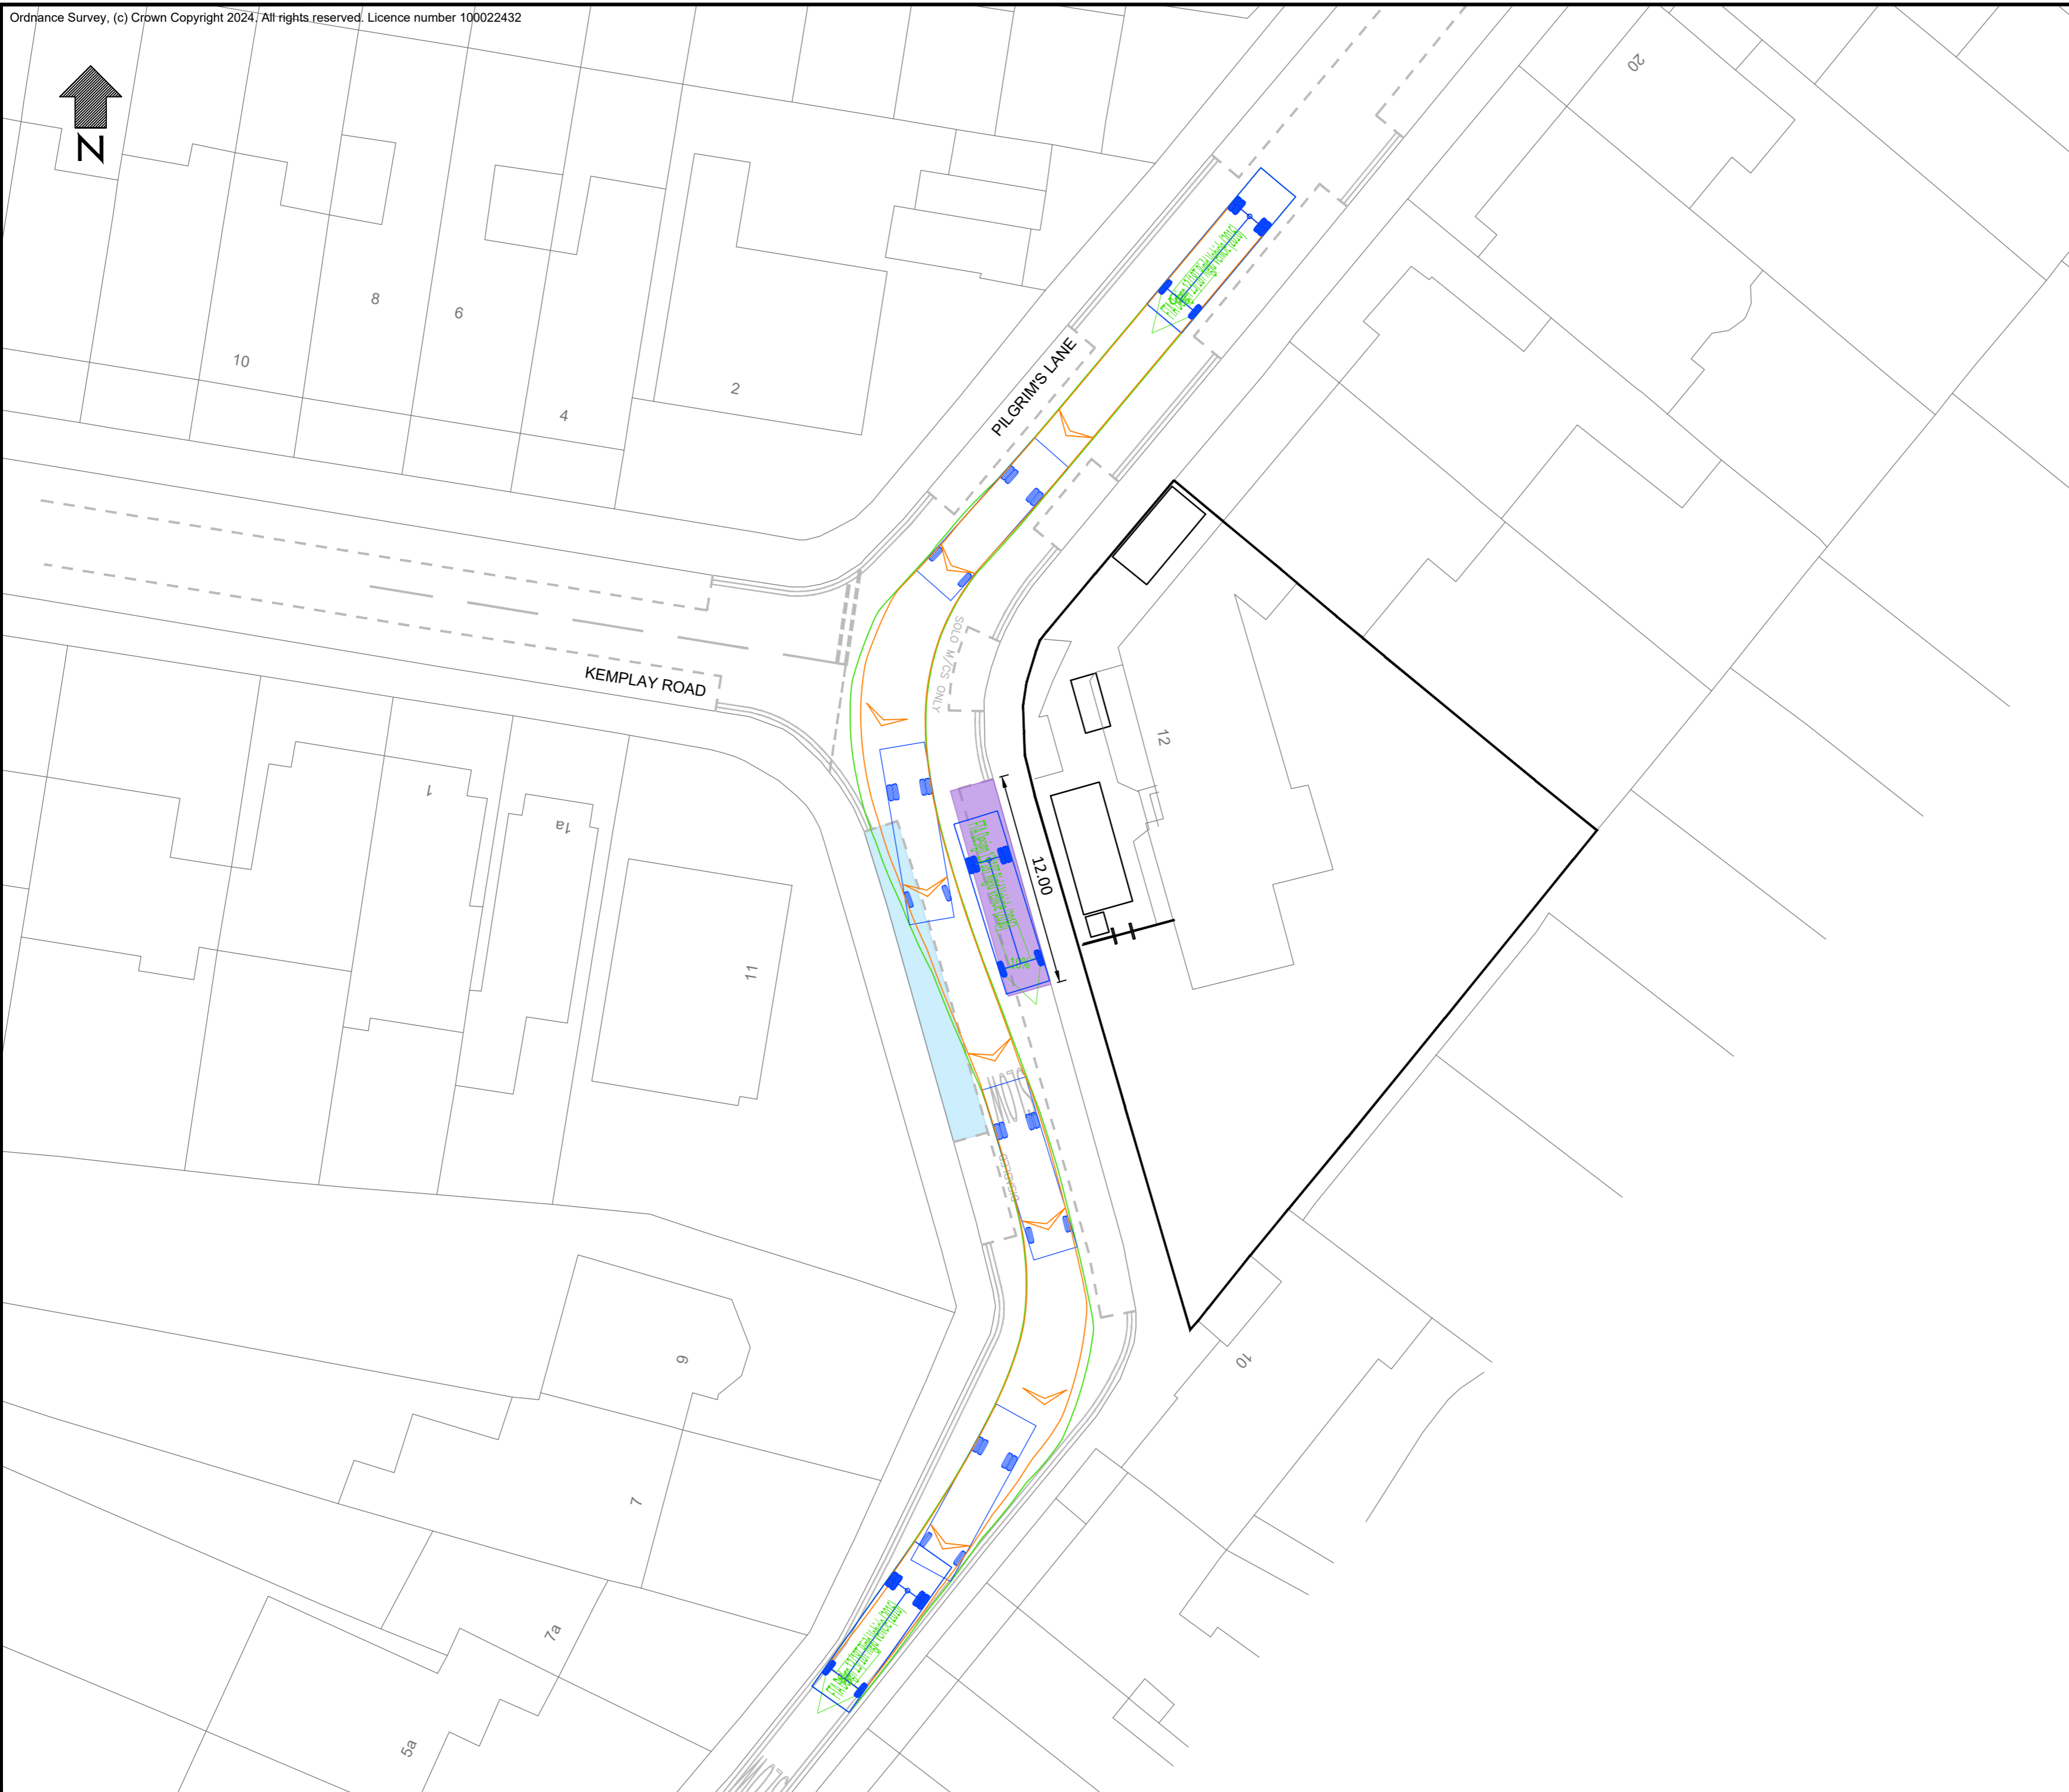 Ordnance Survey, (c) Crown Copyright 2024. All rights reserved. Licence number 100022432
N
20
8
6
10
2
4
PILGRIM'S LANE
KEMPLAY ROAD
SOLO M/CS ONLY
12
1
1a
12.00
11
DISABLED
9
10
7
7a
5a